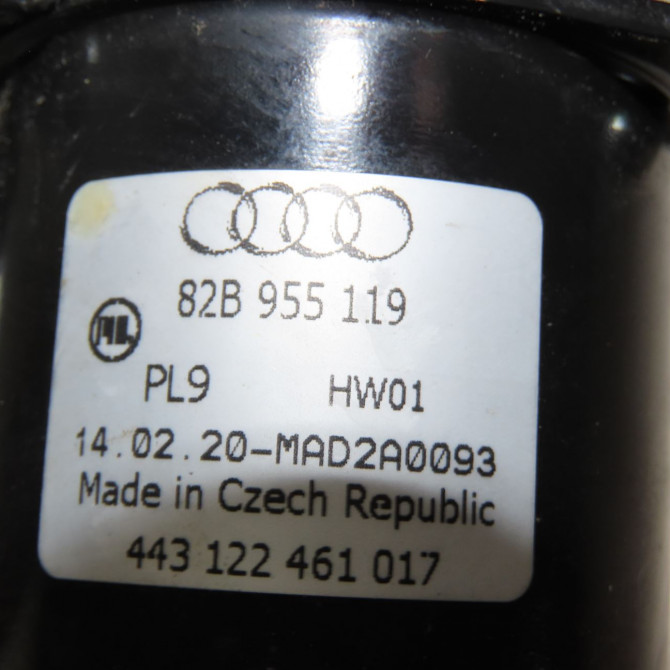 82B 955 119
PL9 HW01
14.02.20-MAD2A0093
Made in Czech Republic
443 122 461 017